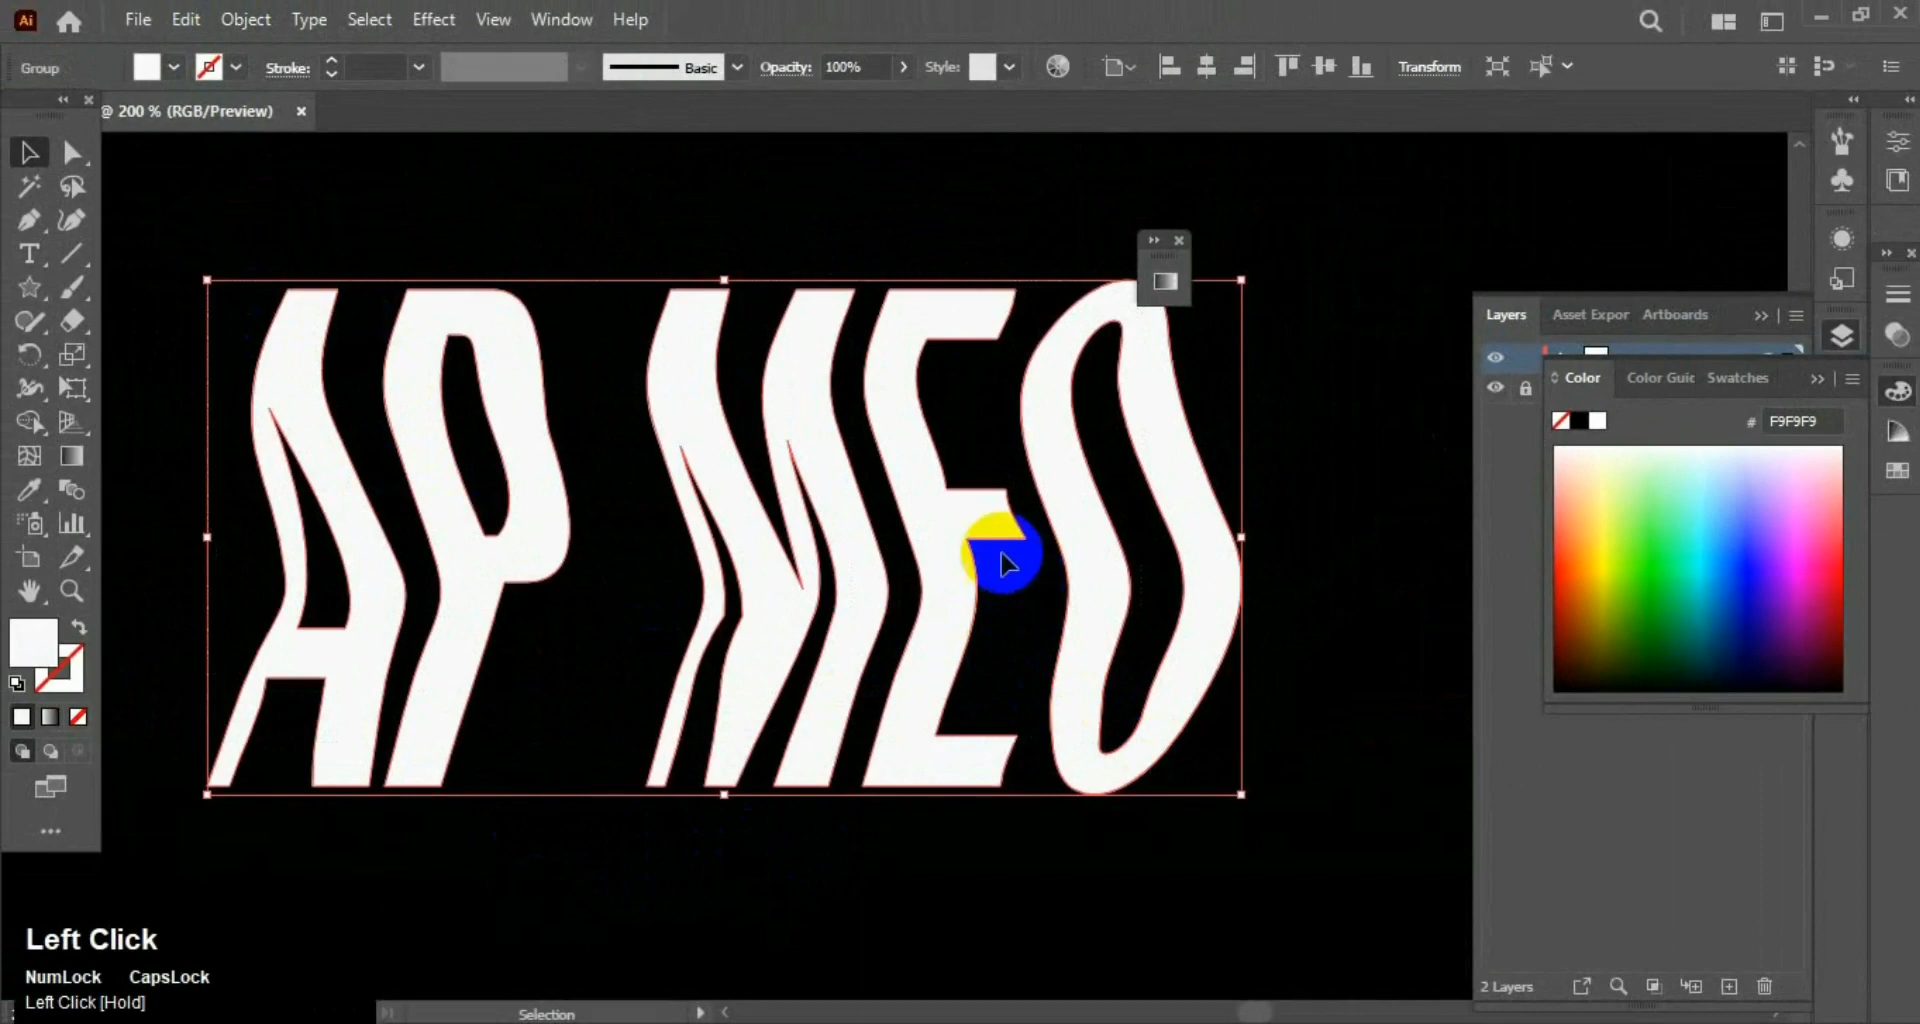 Ai File Edit Object Type Select Effect View Window Help
Group Stroke: Basic Opacity: 100% Style: Transform
@ 200 % (RGB/Preview) ×
AP MEO
Layers Asset Expor Artboards
Color Color Guic Swatches
# F9F9F9
Left Click
NumLock CapsLock
Left Click [Hold]
2 Layers
Selection